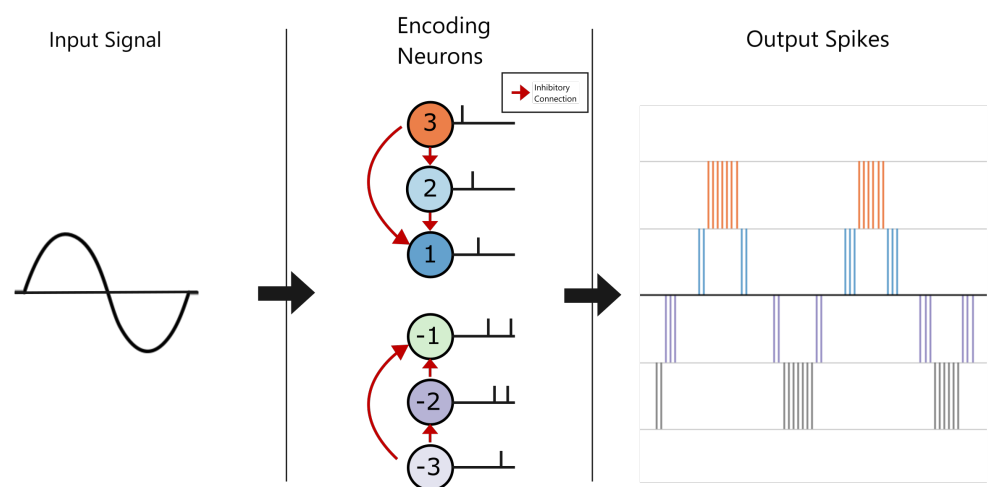 Input Signal
Encoding
Neurons
Output Spikes
Inhibitory
Connection
3
2
1
-1
-2
-3